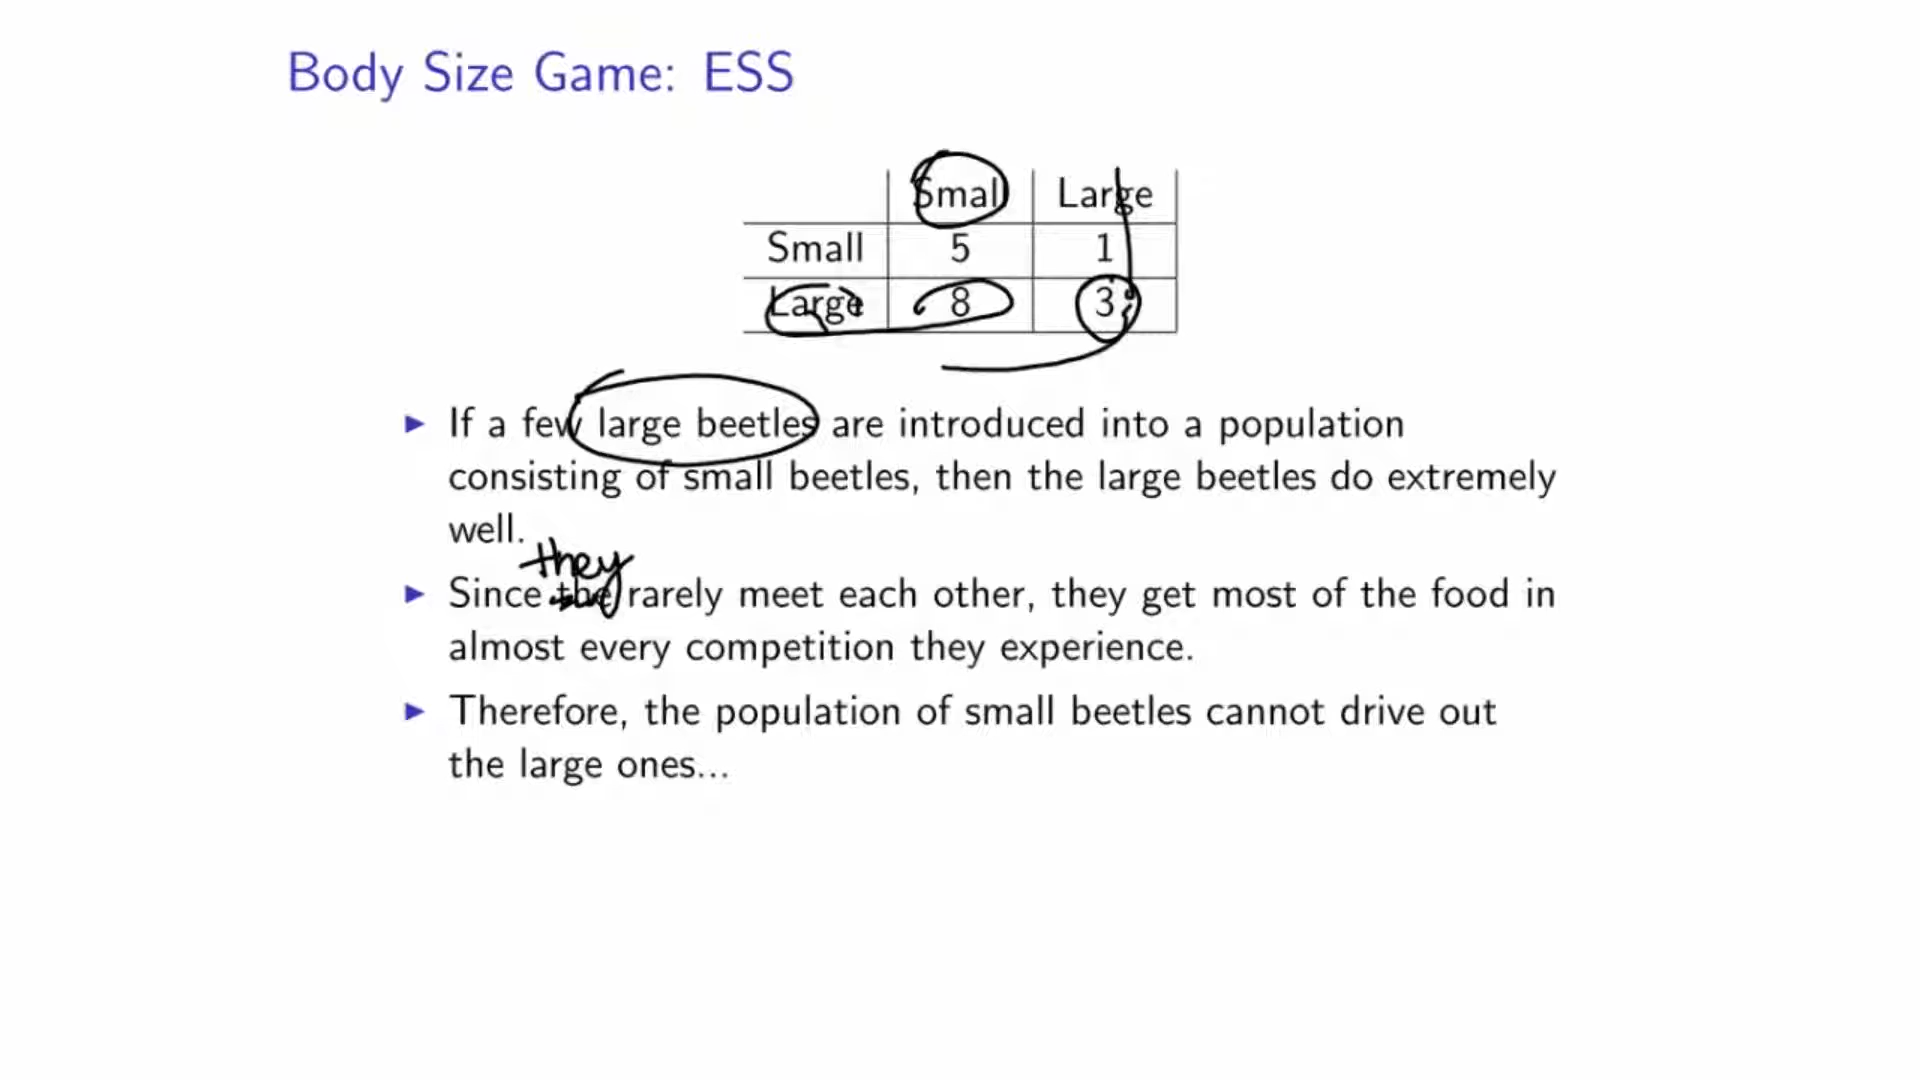 Body Size Game: ESS
Small Large
Small 5 1
Large 8 3
If a few large beetles are introduced into a population
consisting of small beetles, then the large beetles do extremely
well.
they
Since the rarely meet each other, they get most of the food in
almost every competition they experience.
Therefore, the population of small beetles cannot drive out
the large ones...